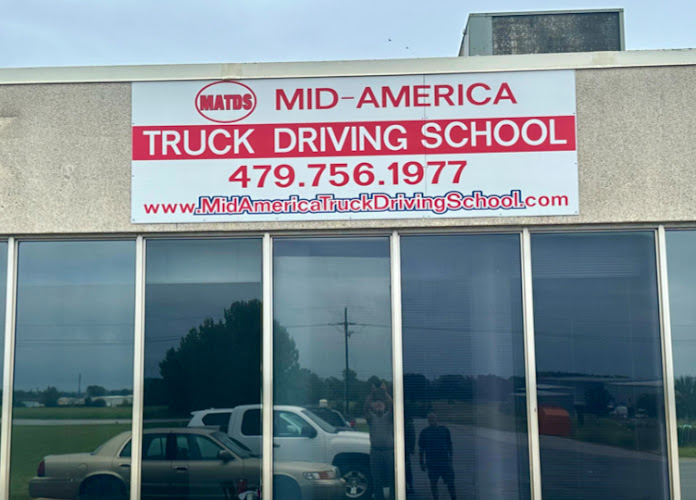 MATDS MID-AMERICA
TRUCK DRIVING SCHOOL
479.756.1977
www.MidAmericaTruckDrivingSchool.com